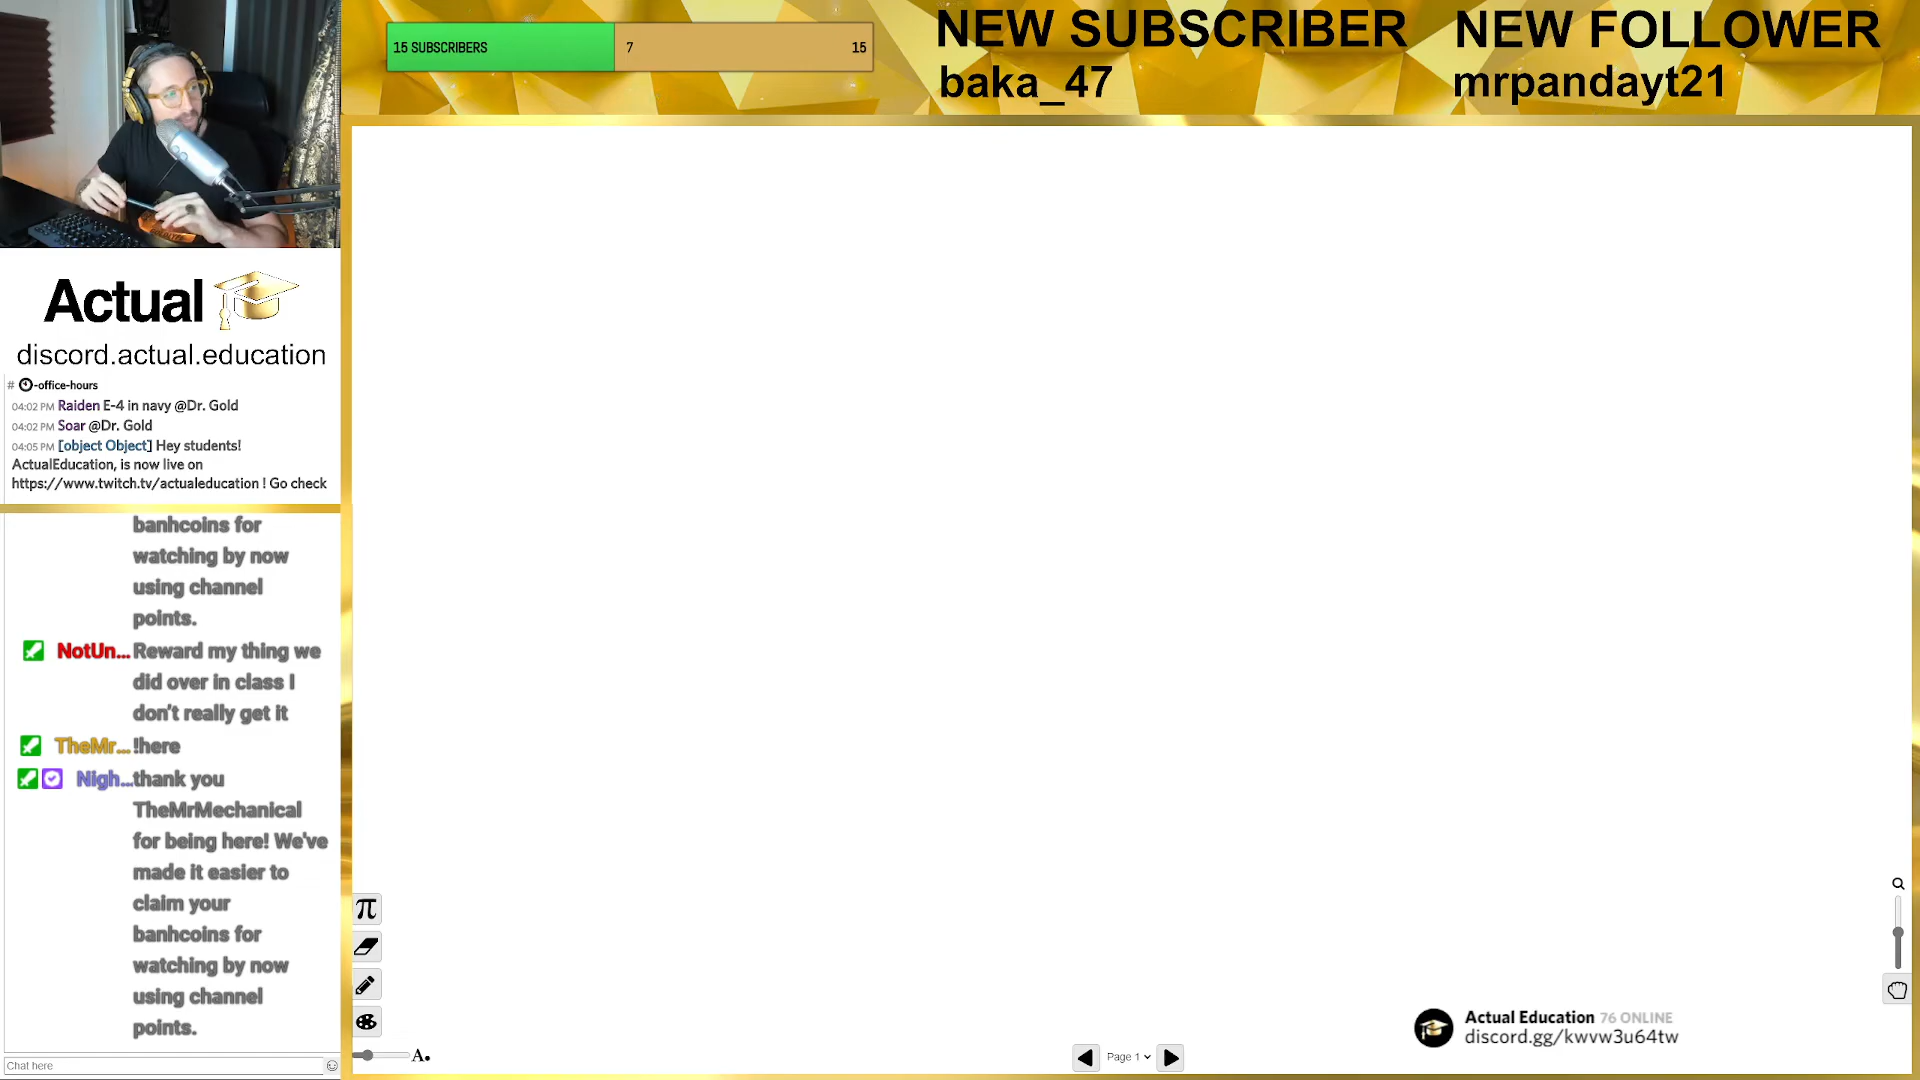 15 SUBSCRIBERS
7
15
NEW SUBSCRIBER
baka_47
NEW FOLLOWER
mrpandayt21
Actual
discord.actual.education
# -office-hours
04:02 PM Raiden E-4 in navy @Dr. Gold
04:02 PM Soar @Dr. Gold
04:05 PM [object Object] Hey students!
ActualEducation, is now live on
https://www.twitch.tv/actualeducation ! Go check
banhcoins for
watching by now
using channel
points.
NotUn... Reward my thing we
did over in class I
don't really get it
TheMr... !here
Nigh... thank you
TheMrMechanical
for being here! We've
made it easier to
claim your
banhcoins for
watching by now
using channel
points.
Chat here
π
A
Page 1
Actual Education 76 ONLINE
discord.gg/kwvw3u64tw